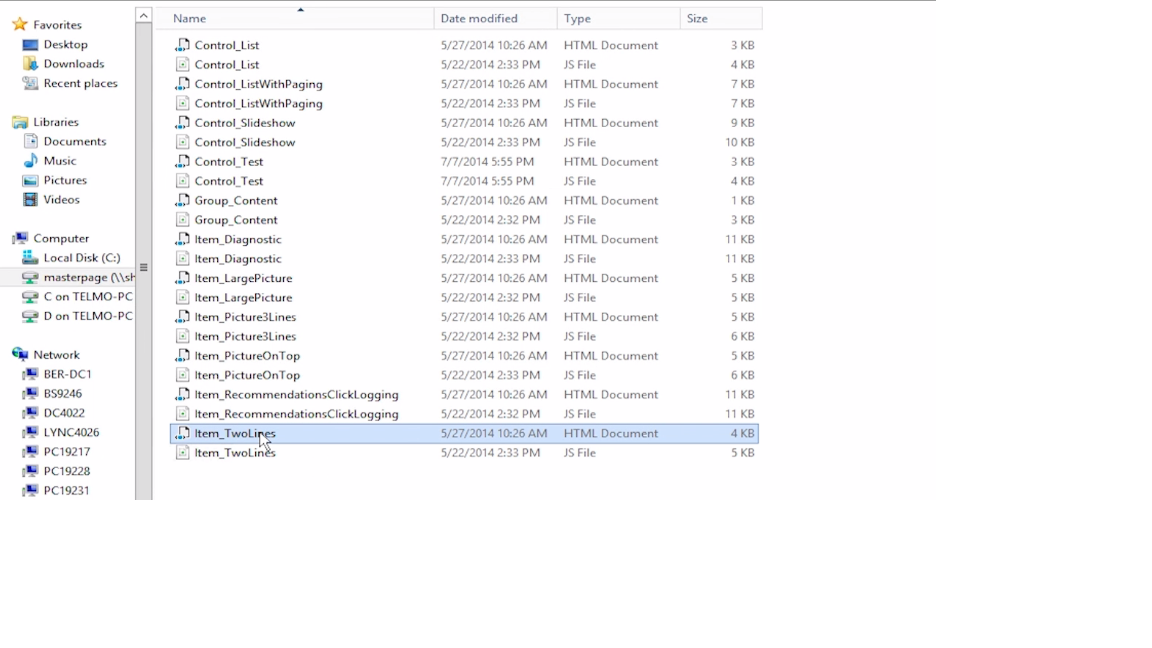 Favorites
Desktop
Downloads
Recent places
Libraries
Documents
Music
Pictures
Videos
Computer
Local Disk (C:)
masterpage (\\sh
C on TELMO-PC
D on TELMO-PC
Network
BER-DC1
BS9246
DC4022
LYNC4026
PC19217
PC19228
PC19231
Name Date modified Type Size
Control_List 5/27/2014 10:26 AM HTML Document 3 KB
Control_List 5/22/2014 2:33 PM JS File 4 KB
Control_ListWithPaging 5/27/2014 10:26 AM HTML Document 7 KB
Control_ListWithPaging 5/22/2014 2:33 PM JS File 7 KB
Control_Slideshow 5/27/2014 10:26 AM HTML Document 9 KB
Control_Slideshow 5/22/2014 2:33 PM JS File 10 KB
Control_Test 7/7/2014 5:55 PM HTML Document 3 KB
Control_Test 7/7/2014 5:55 PM JS File 4 KB
Group_Content 5/27/2014 10:26 AM HTML Document 1 KB
Group_Content 5/22/2014 2:32 PM JS File 3 KB
Item_Diagnostic 5/27/2014 10:26 AM HTML Document 11 KB
Item_Diagnostic 5/22/2014 2:33 PM JS File 11 KB
Item_LargePicture 5/27/2014 10:26 AM HTML Document 5 KB
Item_LargePicture 5/22/2014 2:32 PM JS File 5 KB
Item_Picture3Lines 5/27/2014 10:26 AM HTML Document 5 KB
Item_Picture3Lines 5/22/2014 2:32 PM JS File 6 KB
Item_PictureOnTop 5/27/2014 10:26 AM HTML Document 5 KB
Item_PictureOnTop 5/22/2014 2:33 PM JS File 6 KB
Item_RecommendationsClickLogging 5/27/2014 10:26 AM HTML Document 11 KB
Item_RecommendationsClickLogging 5/22/2014 2:32 PM JS File 11 KB
Item_TwoLines 5/27/2014 10:26 AM HTML Document 4 KB
Item_TwoLines 5/22/2014 2:33 PM JS File 5 KB